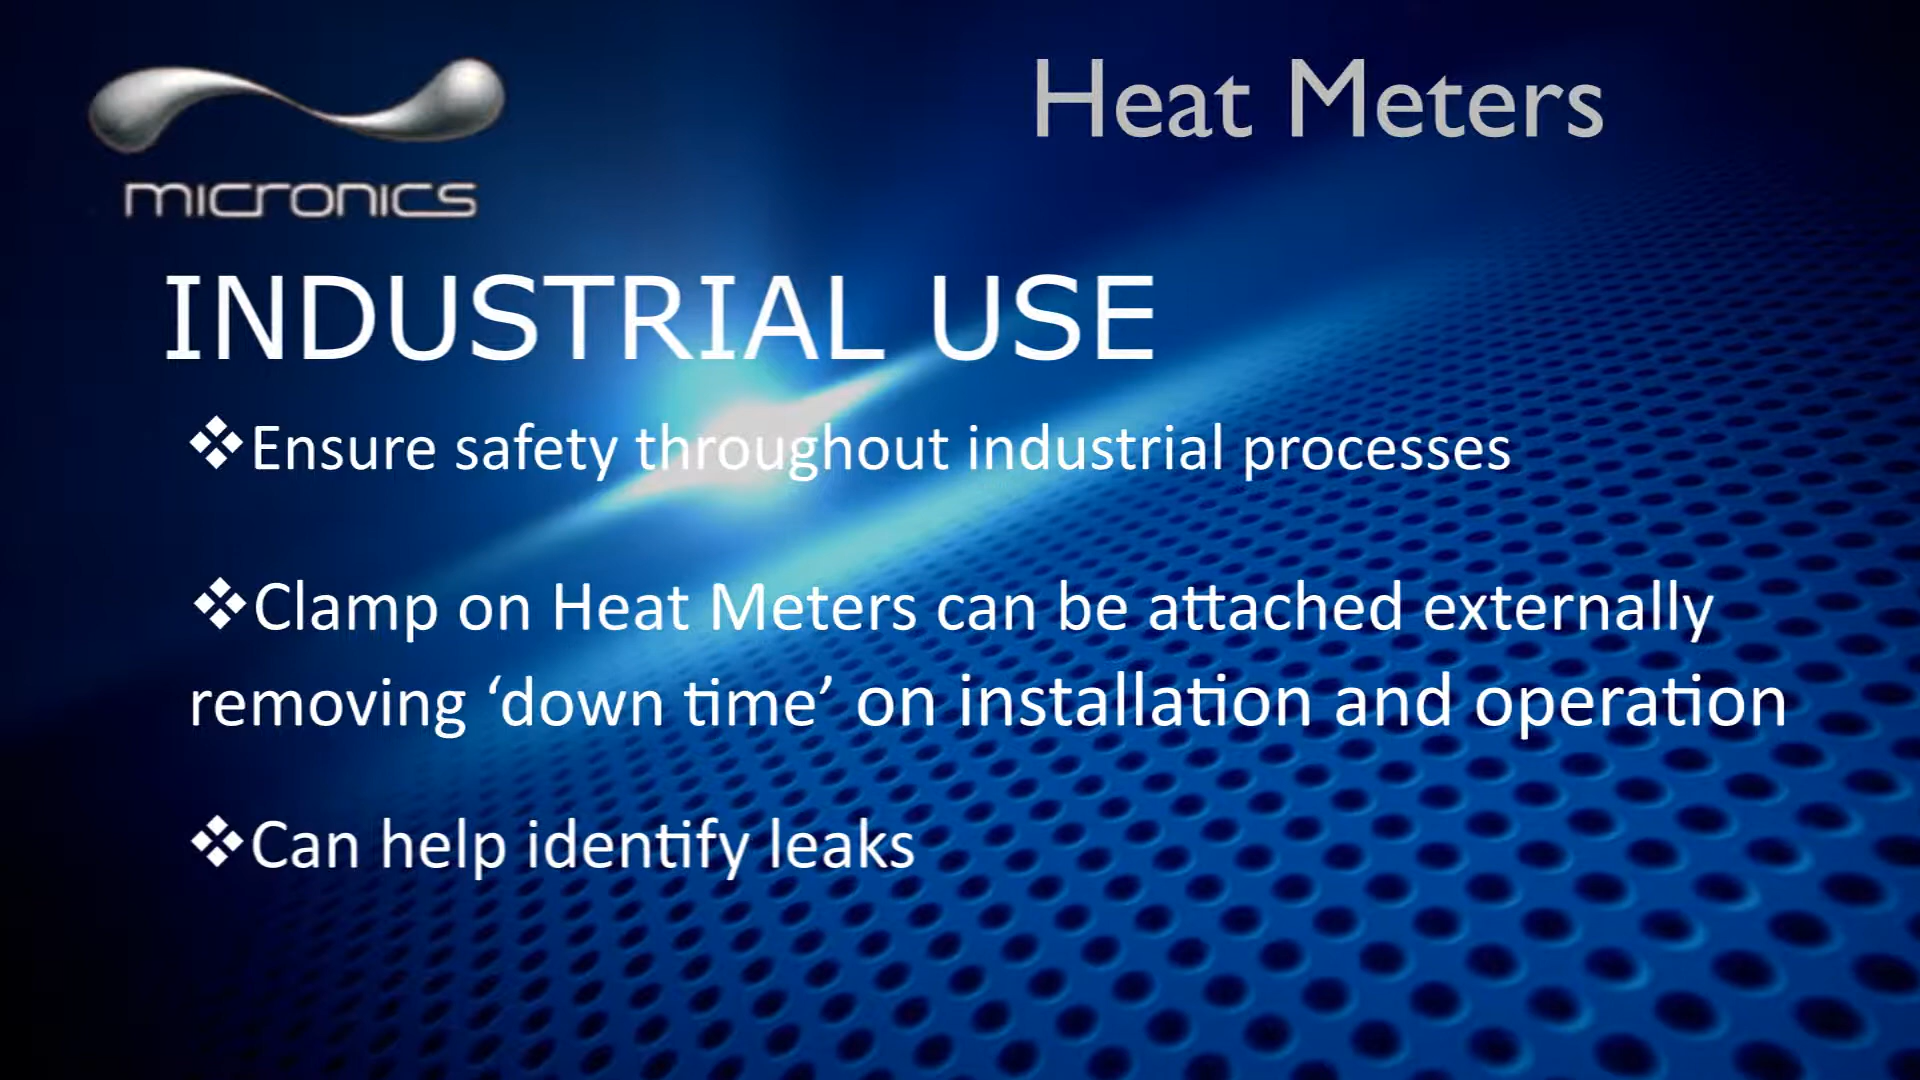 Heat Meters
micronics
INDUSTRIAL USE
❖Ensure safety throughout industrial processes
❖Clamp on Heat Meters can be attached externally
removing ‘down time’ on installation and operation
❖Can help identify leaks